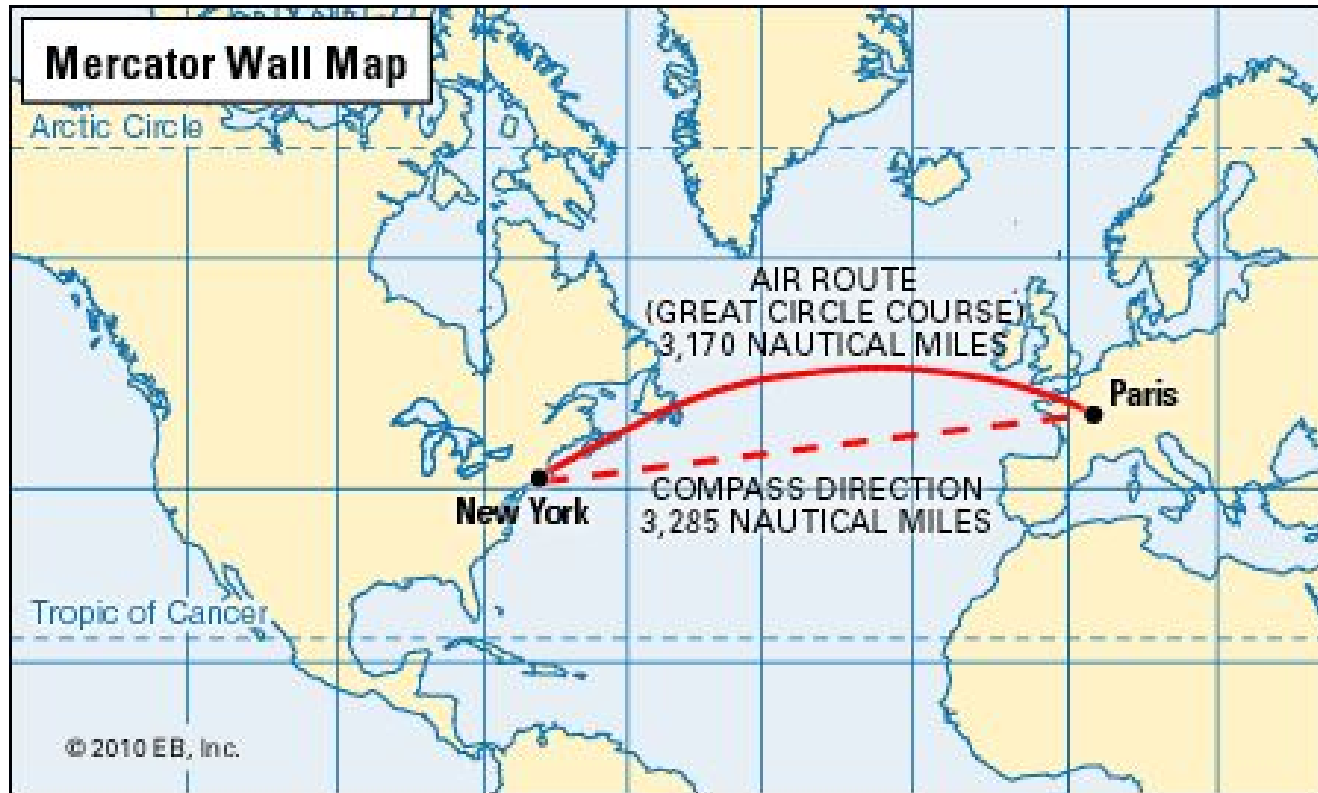 Mercator Wall Map
Arctic Circle
AIR ROUTE
(GREAT CIRCLE COURSE)
3,170 NAUTICAL MILES
Paris
New York
COMPASS DIRECTION
3,285 NAUTICAL MILES
Tropic of Cancer
© 2010 EB, Inc.